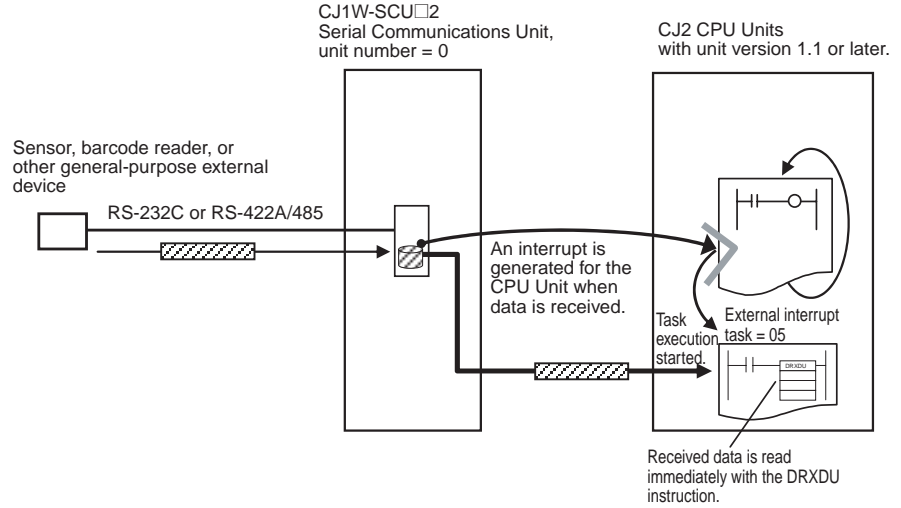 CJ1W-SCU□2
Serial Communications Unit,
unit number = 0
CJ2 CPU Units
with unit version 1.1 or later.
Sensor, barcode reader, or
other general-purpose external
device
RS-232C or RS-422A/485
An interrupt is
generated for the
CPU Unit when
data is received.
Task
execution
started.
External interrupt
task = 05
DRXDU
Received data is read
immediately with the DRXDU
instruction.